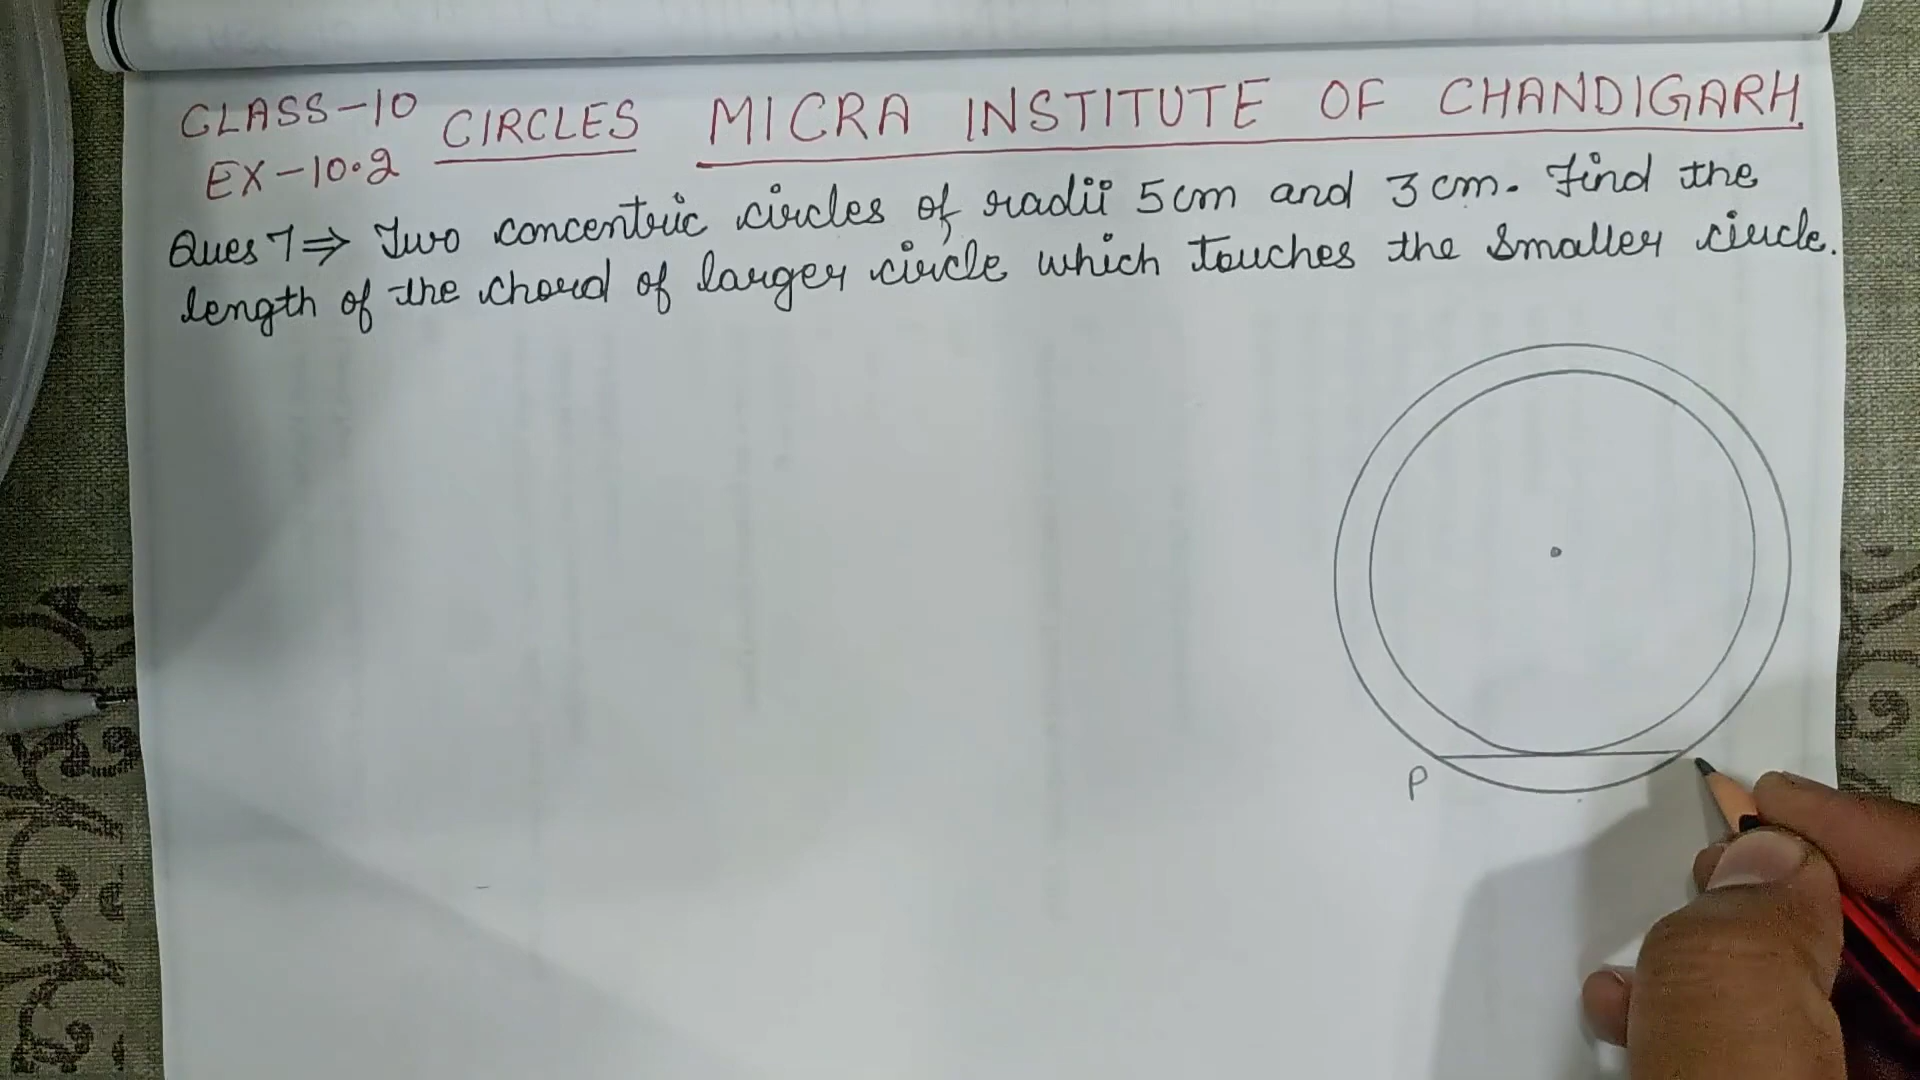 CLASS-10 CIRCLES MICRA INSTITUTE OF CHANDIGARH
EX-10.2
Ques 7⇒ Two concentric circles of radii 5cm and 3cm. Find the
length of the chord of larger circle which touches the smaller circle.
P